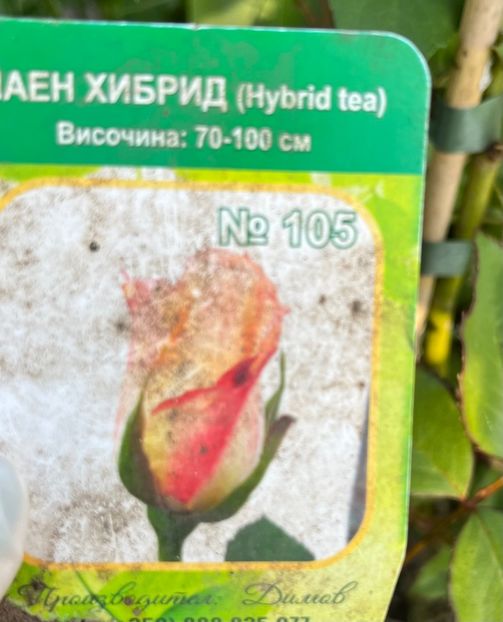 ЧАЕН ХИБРИД (Hybrid tea)
Височина: 70-100 см
№ 105
Производител: Димов